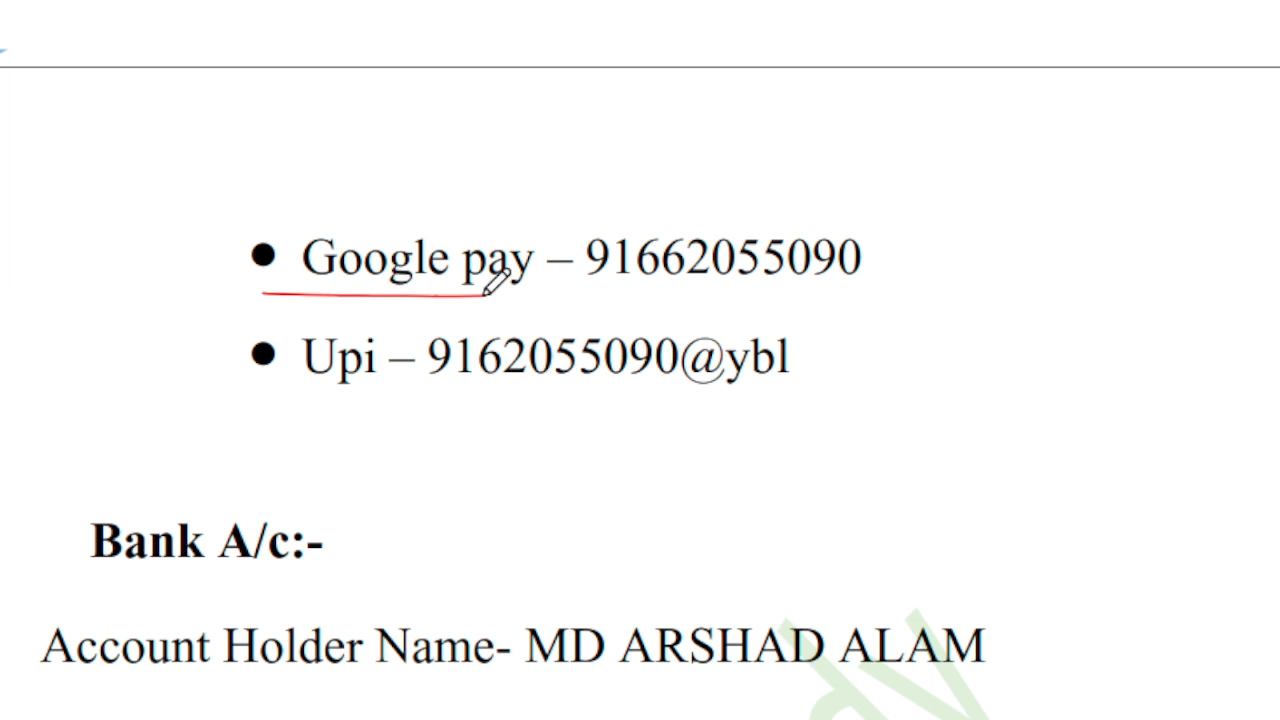 ● Google pay – 91662055090
● Upi – 9162055090@ybl
Bank A/c:-
Account Holder Name- MD ARSHAD ALAM